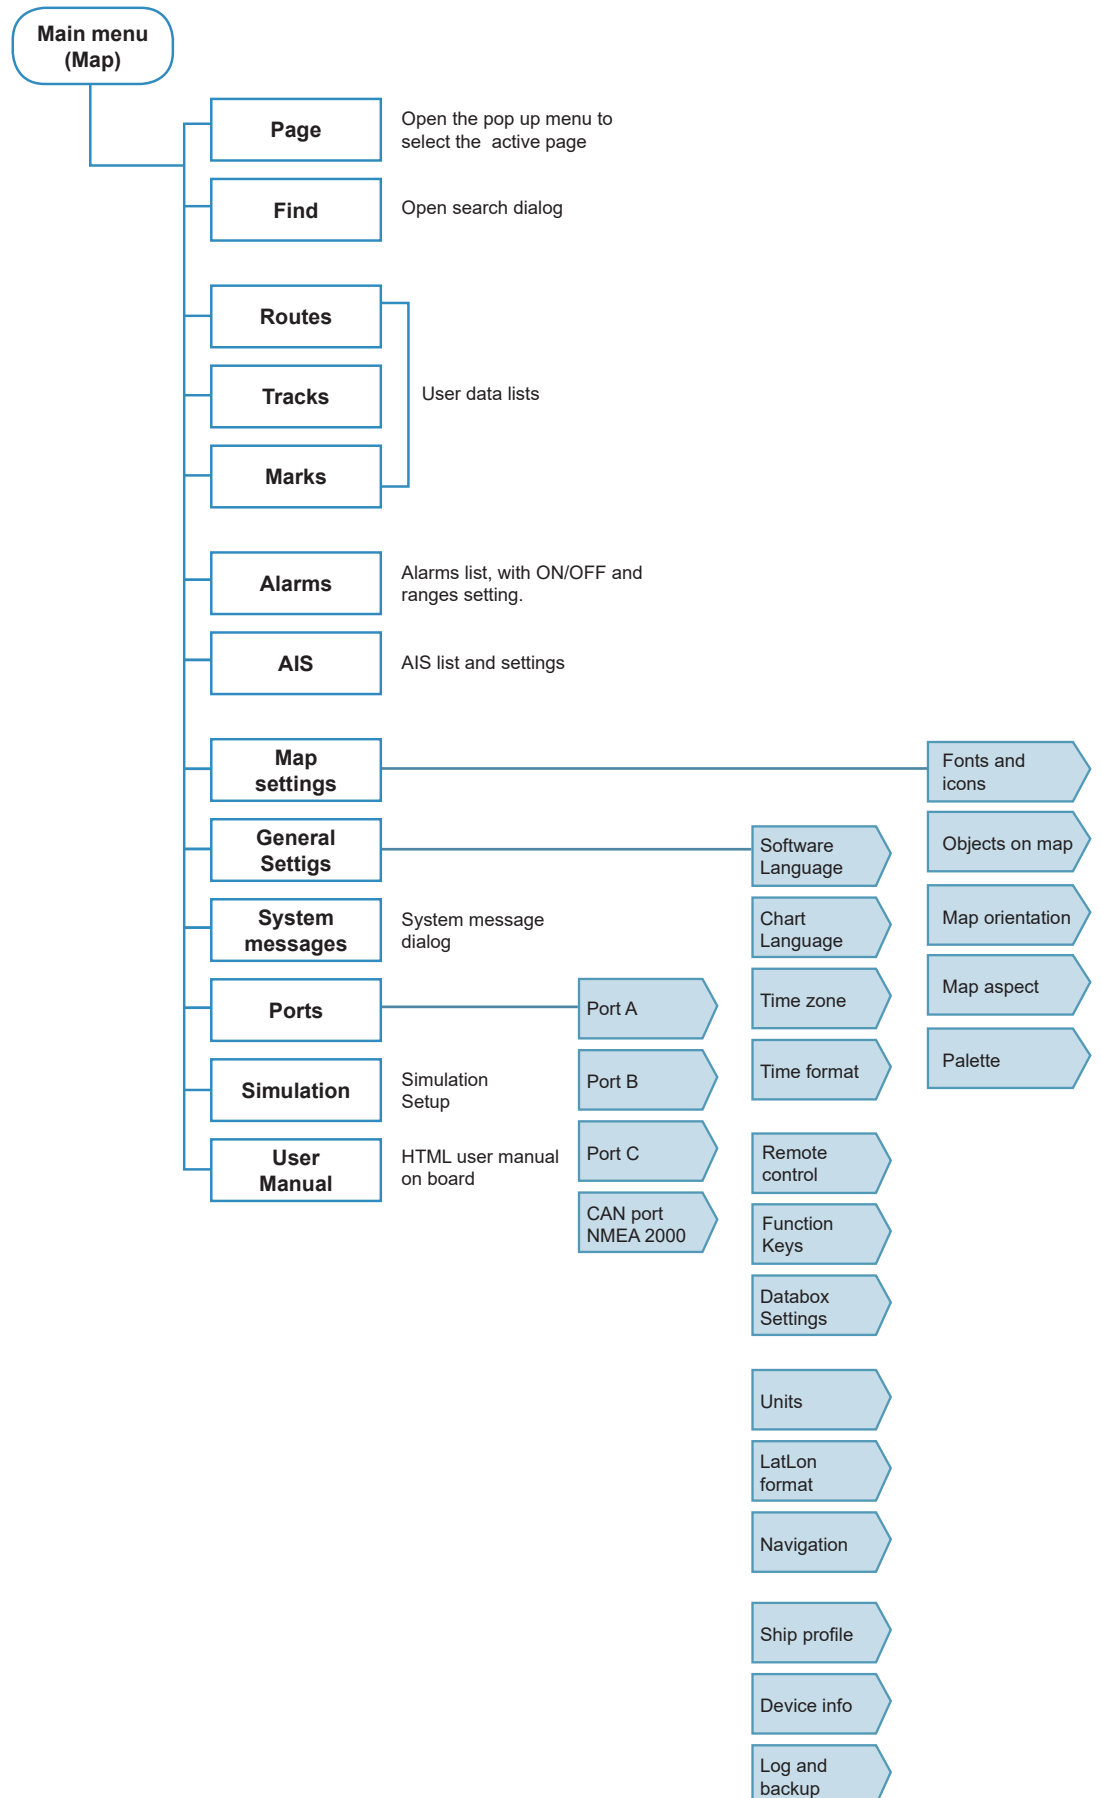 Main menu
(Map)
Page
Open the pop up menu to
select the  active page
Find
Open search dialog
Routes
Tracks
User data lists
Marks
Alarms
Alarms list, with ON/OFF and
ranges setting.
AIS
AIS list and settings
Map
settings
General
Settigs
System
messages
System message
dialog
Ports
Simulation
Simulation
Setup
User
Manual
HTML user manual
on board
Port A
Port B
Port C
CAN port
NMEA 2000
Software
Language
Chart
Language
Time zone
Time format
Remote
control
Function
Keys
Databox
Settings
Units
LatLon
format
Navigation
Ship profile
Device info
Log and
backup
Fonts and
icons
Objects on map
Map orientation
Map aspect
Palette